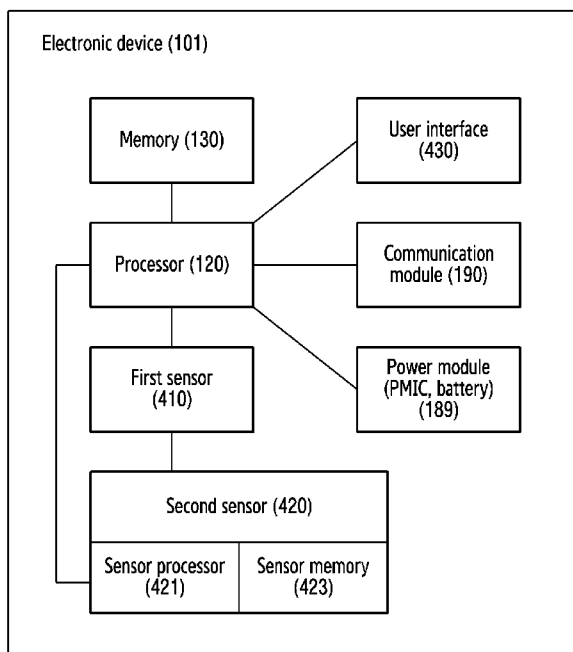 Electronic device (101)
Memory (130)
User interface
(430)
Processor (120)
Communication
module (190)
First sensor
(410)
Power module
(PMIC, battery)
(189)
Second sensor (420)
Sensor processor
(421)
Sensor memory
(423)